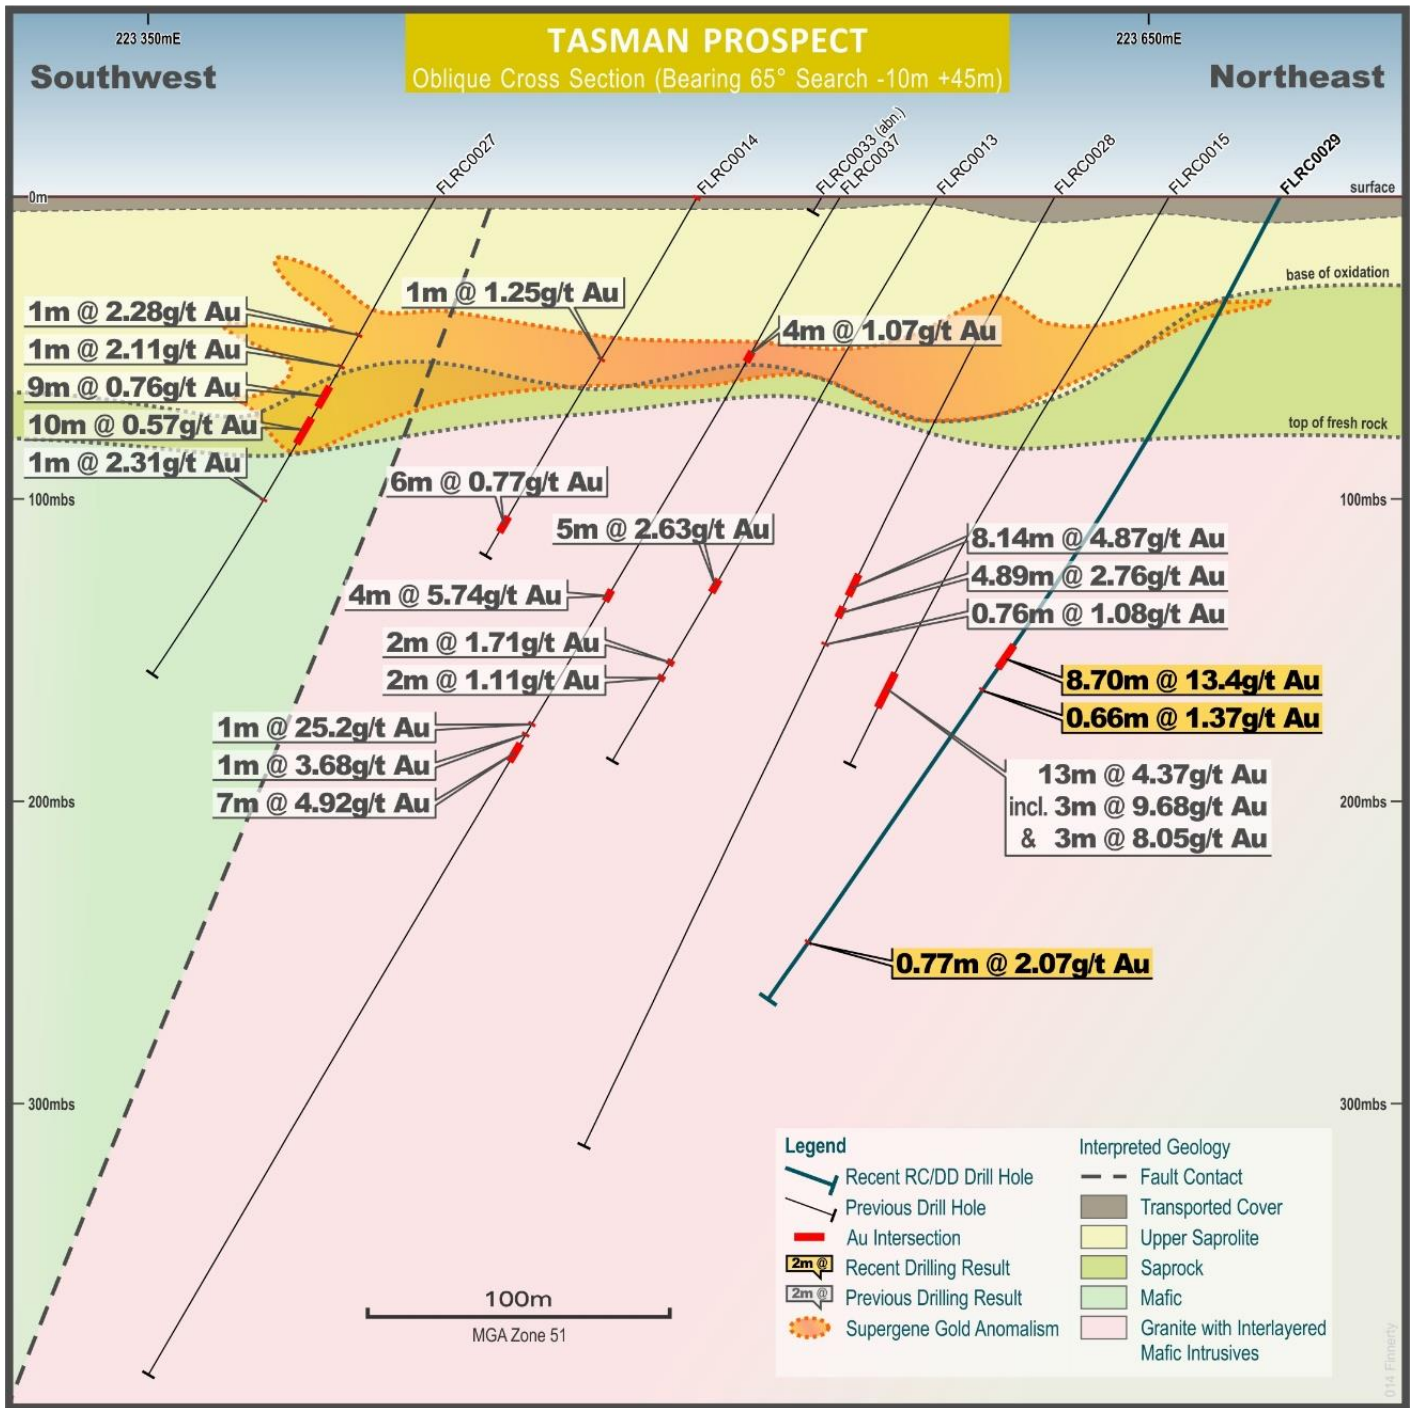 223 350mE
TASMAN PROSPECT
223 650mE
Southwest
Oblique Cross Section (Bearing 65° Search -10m +45m)
Northeast
FLRC0027
FLRC0014
FLRC0033 (abn.)
FLRC0037
FLRC0013
FLRC0028
FLRC0015
FLRC0029
0m
surface
base of oxidation
1m @ 1.25g/t Au
1m @ 2.28g/t Au
4m @ 1.07g/t Au
1m @ 2.11g/t Au
9m @ 0.76g/t Au
10m @ 0.57g/t Au
top of fresh rock
1m @ 2.31g/t Au
6m @ 0.77g/t Au
100mbs
100mbs
5m @ 2.63g/t Au
8.14m @ 4.87g/t Au
4.89m @ 2.76g/t Au
4m @ 5.74g/t Au
0.76m @ 1.08g/t Au
2m @ 1.71g/t Au
2m @ 1.11g/t Au
8.70m @ 13.4g/t Au
0.66m @ 1.37g/t Au
1m @ 25.2g/t Au
1m @ 3.68g/t Au
13m @ 4.37g/t Au
7m @ 4.92g/t Au
incl. 3m @ 9.68g/t Au
& 3m @ 8.05g/t Au
200mbs
200mbs
0.77m @ 2.07g/t Au
300mbs
300mbs
Legend
Recent RC/DD Drill Hole
Previous Drill Hole
Au Intersection
2m @
Recent Drilling Result
2m @
Previous Drilling Result
Supergene Gold Anomalism
Interpreted Geology
Fault Contact
Transported Cover
Upper Saprolite
Saprock
Mafic
Granite with Interlayered
Mafic Intrusives
100m
MGA Zone 51
014 Finnerty